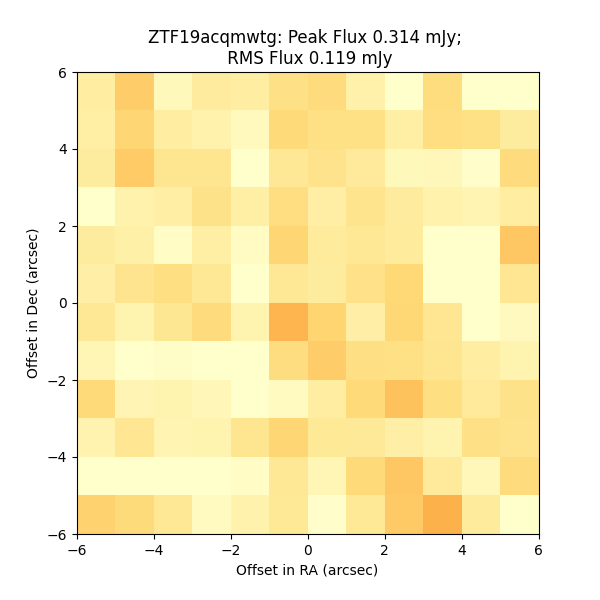 ZTF19acqmwtg: Peak Flux 0.314 mJy;
RMS Flux 0.119 mJy
6
4
2
0
−2
−4
−6
Offset in Dec (arcsec)
−6 −4 −2 0 2 4 6
Offset in RA (arcsec)